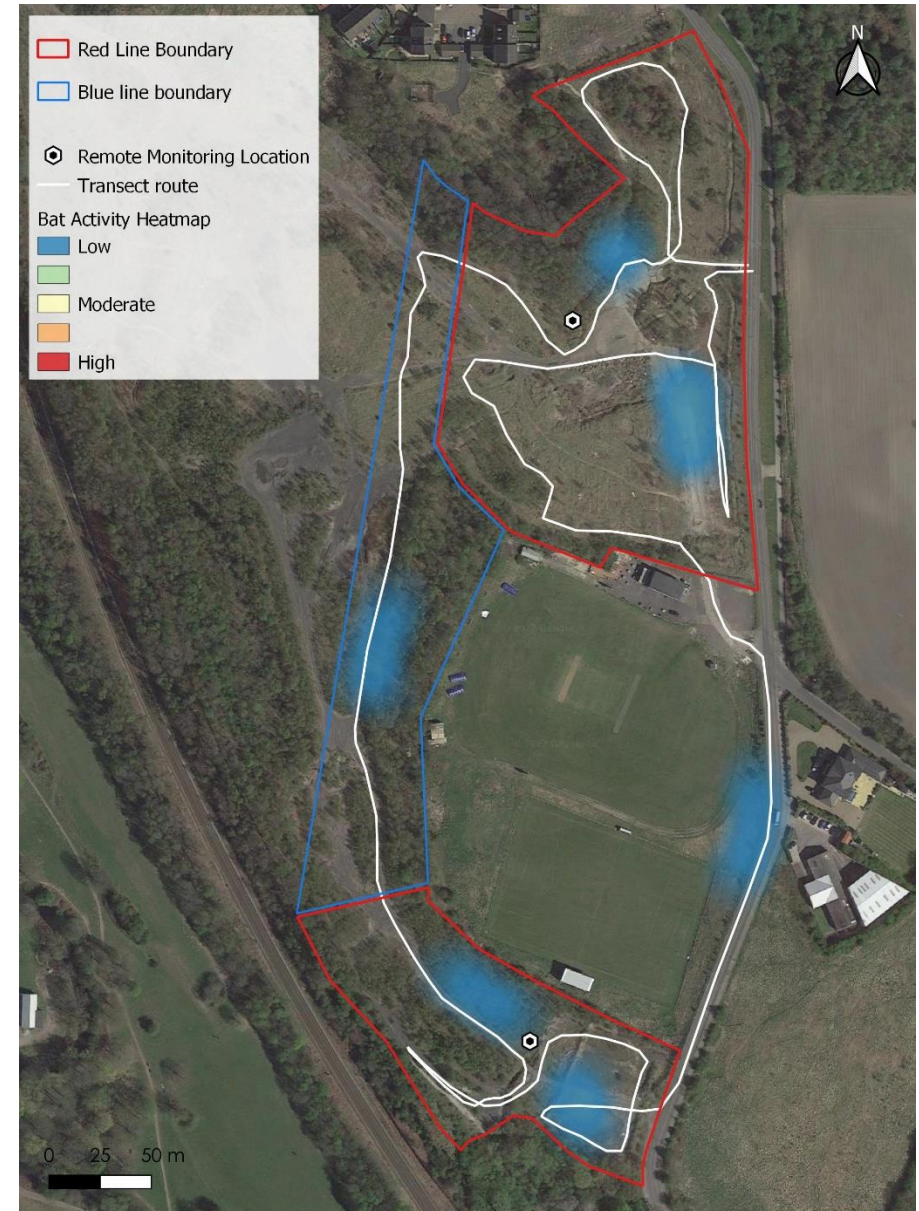 Red Line Boundary
Blue line boundary
Remote Monitoring Location
Transect route
Bat Activity Heatmap
Low
Moderate
High
N
0 25 50 m